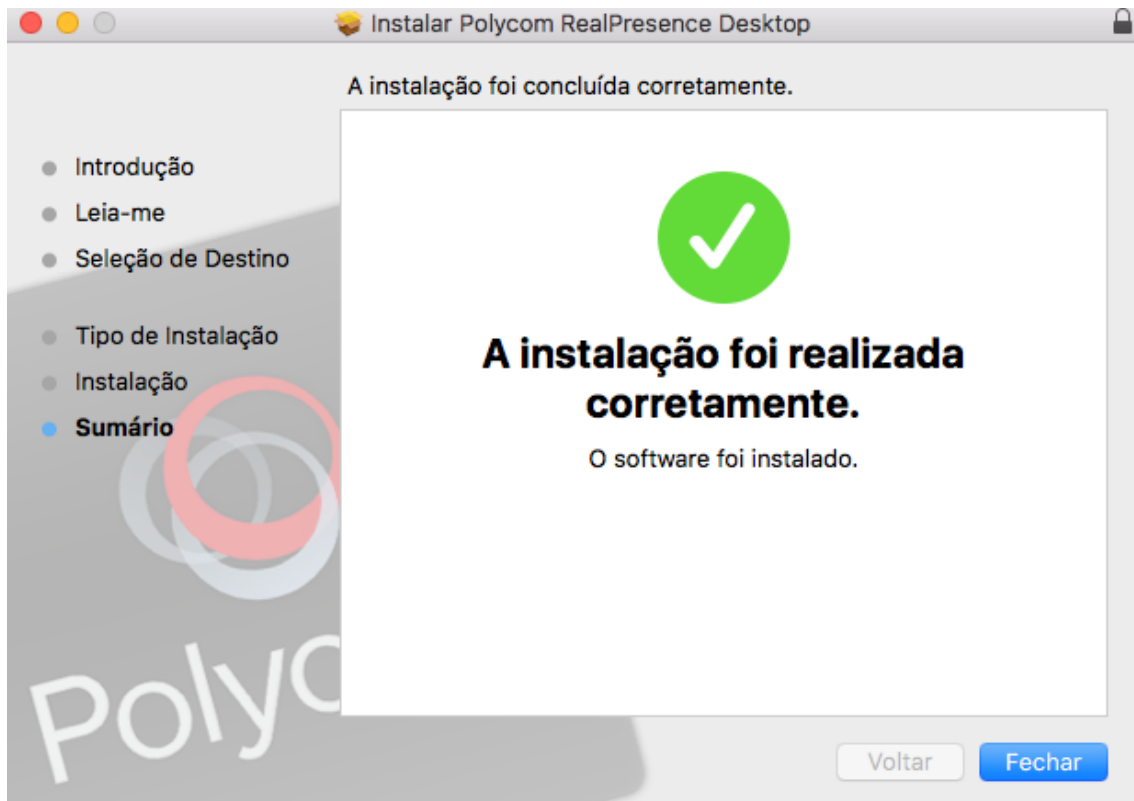 Instalar Polycom RealPresence Desktop
A instalação foi concluída corretamente.
Introdução
Leia-me
Seleção de Destino
Tipo de Instalação
Instalação
Sumário
A instalação foi realizada
corretamente.
O software foi instalado.
Polyc
Voltar
Fechar